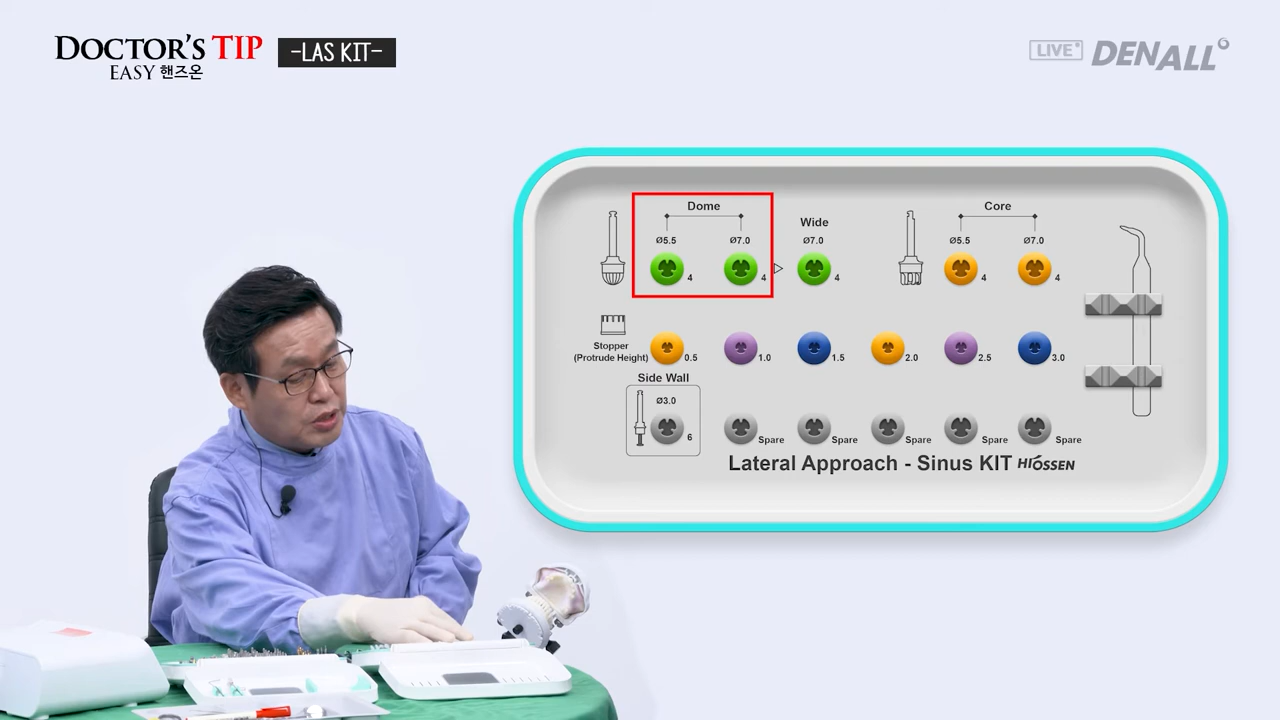 DOCTOR'S TIP
EASY 핸즈온
-LAS KIT-
LIVE DENALL
Dome
Core
Wide
Ø5.5 Ø7.0 Ø7.0 Ø5.5 Ø7.0
4 4 4 4 4
Stopper
(Protrude Height)
0.5 1.0 1.5 2.0 2.5 3.0
Side Wall
Ø3.0
6 Spare Spare Spare Spare Spare
Lateral Approach - Sinus KIT HIOSSEN